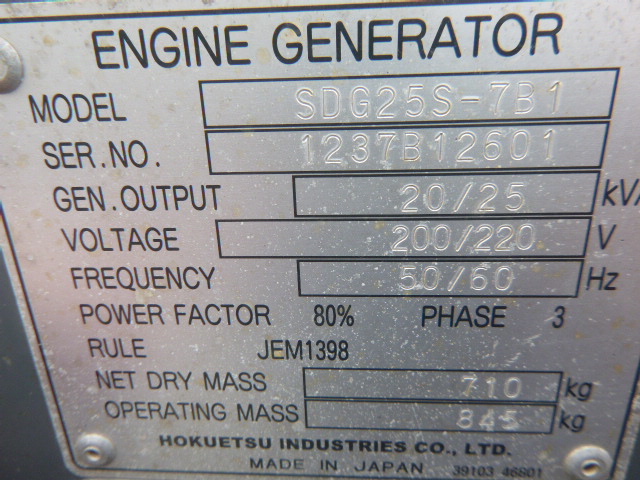 ENGINE GENERATOR
MODEL SDG25S-7B1
SER.NO. 1237B12601
GEN.OUTPUT 20/25 kVA
VOLTAGE 200/220 V
FREQUENCY 50/60 Hz
POWER FACTOR 80% PHASE 3
RULE JEM1398
NET DRY MASS 710 kg
OPERATING MASS 845 kg
HOKUETSU INDUSTRIES CO., LTD.
MADE IN JAPAN 39103 46801